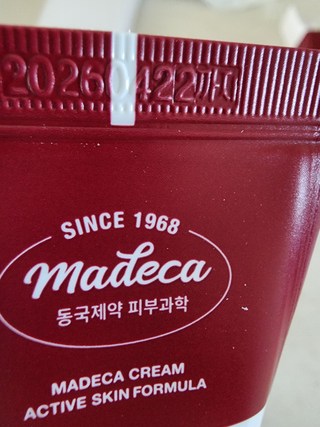 20260422까지
SINCE 1968
Madeca
동국제약 피부과학
MADECA CREAM
ACTIVE SKIN FORMULA